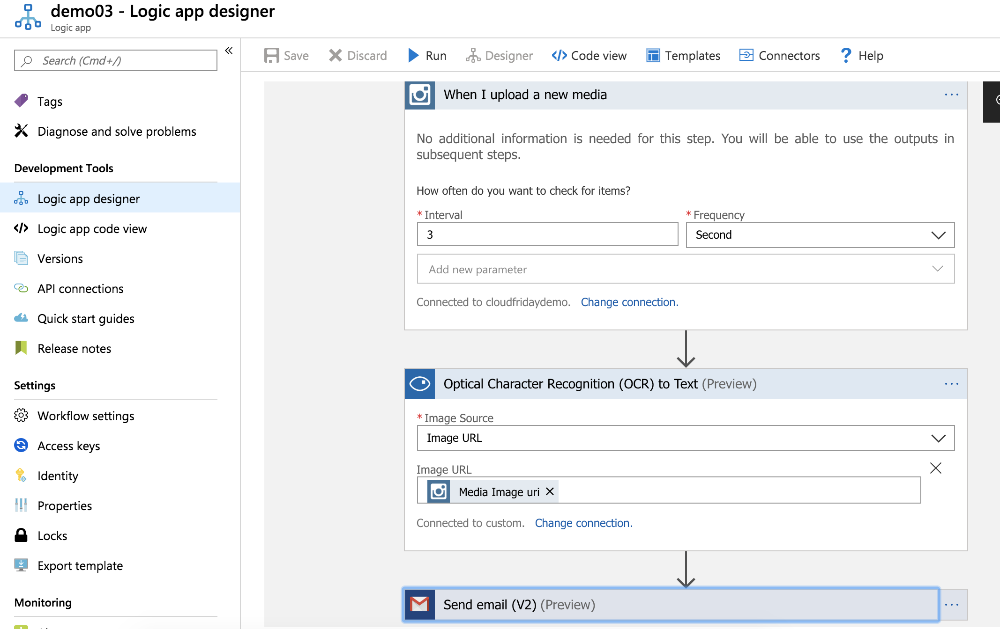 demo03 - Logic app designer
Logic app
Search (Cmd+/)
«
Tags
Diagnose and solve problems
Development Tools
Logic app designer
Logic app code view
Versions
API connections
Quick start guides
Release notes
Settings
Workflow settings
Access keys
Identity
Properties
Locks
Export template
Monitoring
Save
Discard
Run
Designer
Code view
Templates
Connectors
Help
When I upload a new media
No additional information is needed for this step. You will be able to use the outputs in
subsequent steps.
How often do you want to check for items?
* Interval
* Frequency
3
Second
Add new parameter
Connected to cloudfridaydemo. Change connection.
Optical Character Recognition (OCR) to Text (Preview)
* Image Source
Image URL
Image URL
Media Image uri
Connected to custom. Change connection.
Send email (V2) (Preview)